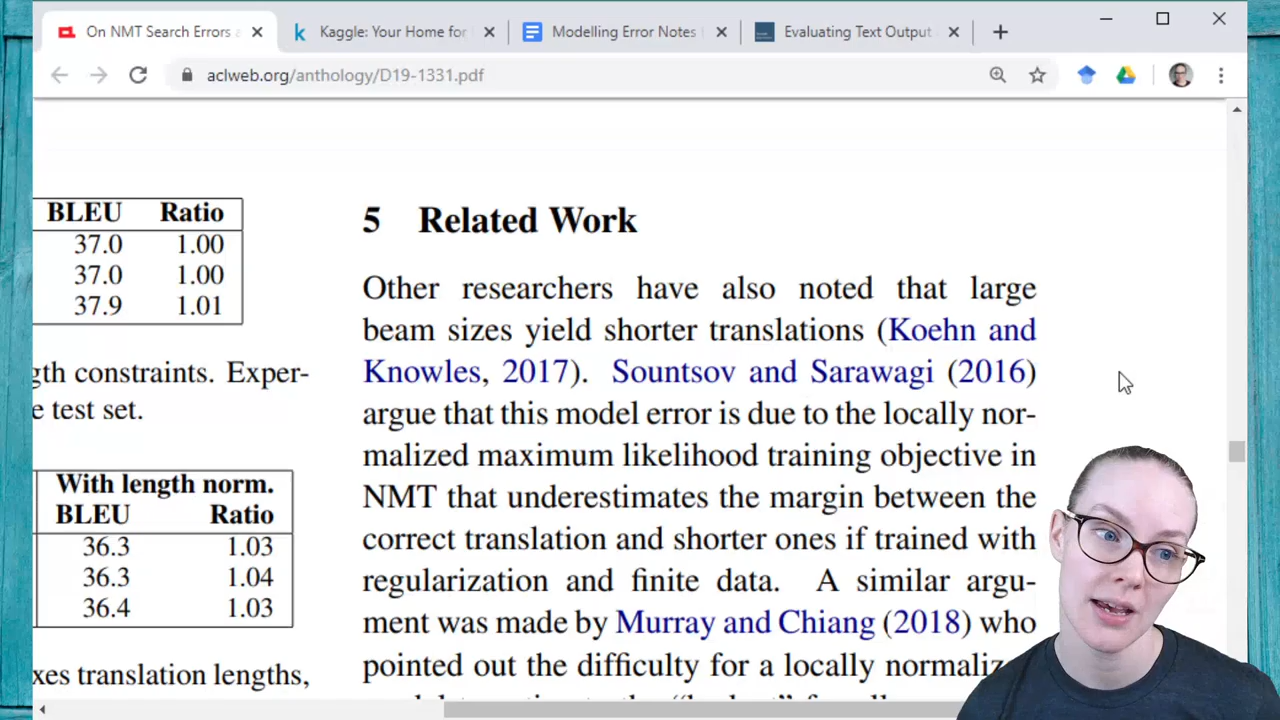 On NMT Search Errors a
Kaggle: Your Home for
Modelling Error Notes
Evaluating Text Output
aclweb.org/anthology/D19-1331.pdf
BLEU Ratio
37.0 1.00
37.0 1.00
37.9 1.01
gth constraints. Exper-
e test set.
With length norm.
BLEU Ratio
36.3 1.03
36.3 1.04
36.4 1.03
xes translation lengths,
5 Related Work
Other researchers have also noted that large
beam sizes yield shorter translations (Koehn and
Knowles, 2017). Sountsov and Sarawagi (2016)
argue that this model error is due to the locally nor-
malized maximum likelihood training objective in
NMT that underestimates the margin between the
correct translation and shorter ones if trained with
regularization and finite data. A similar argu-
ment was made by Murray and Chiang (2018) who
pointed out the difficulty for a locally normaliz